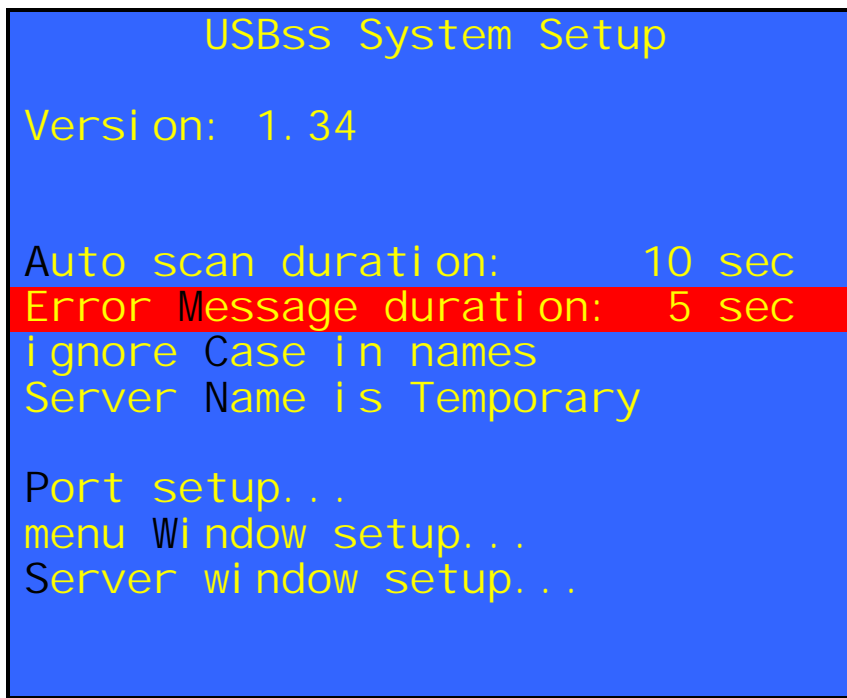 USBss System Setup
Version: 1.34
Auto scan duration: 10 sec
Error Message duration: 5 sec
ignore Case in names
Server Name is Temporary
Port setup...
menu Window setup...
Server window setup...